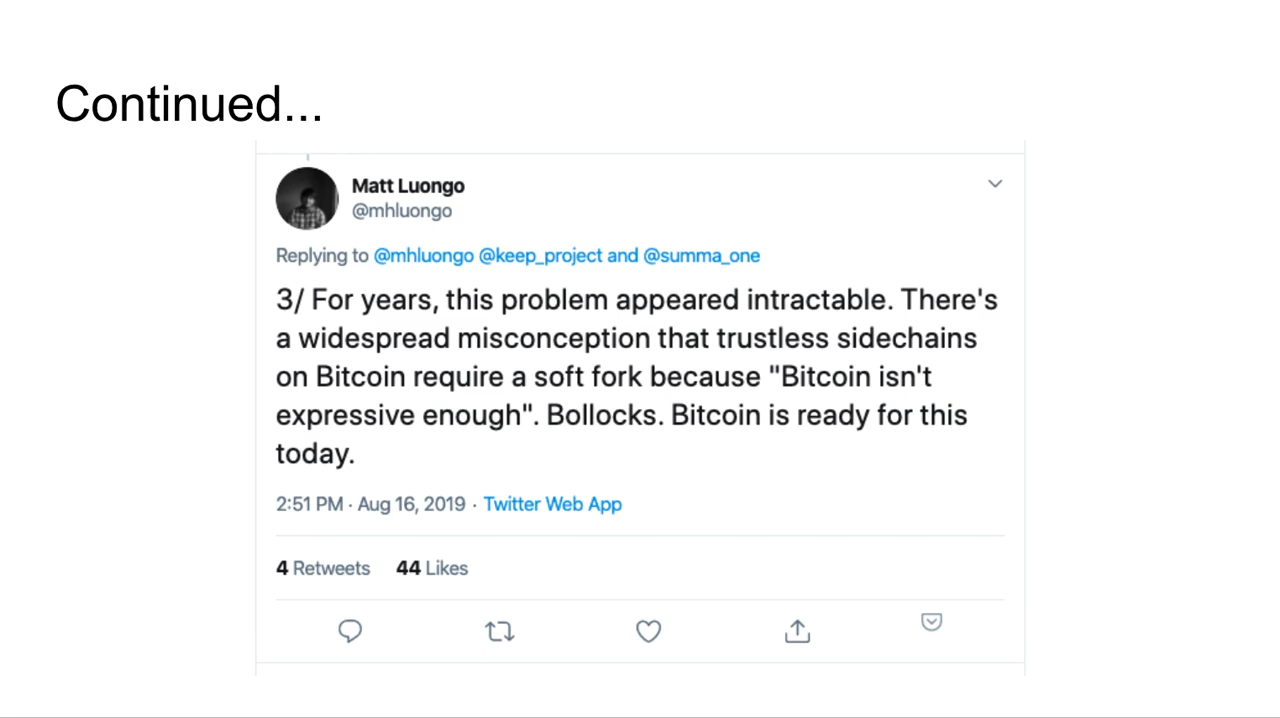 Continued...
Matt Luongo
@mhluongo
Replying to @mhluongo @keep_project and @summa_one
3/ For years, this problem appeared intractable. There's
a widespread misconception that trustless sidechains
on Bitcoin require a soft fork because "Bitcoin isn't
expressive enough". Bollocks. Bitcoin is ready for this
today.
2:51 PM · Aug 16, 2019 · Twitter Web App
4 Retweets 44 Likes